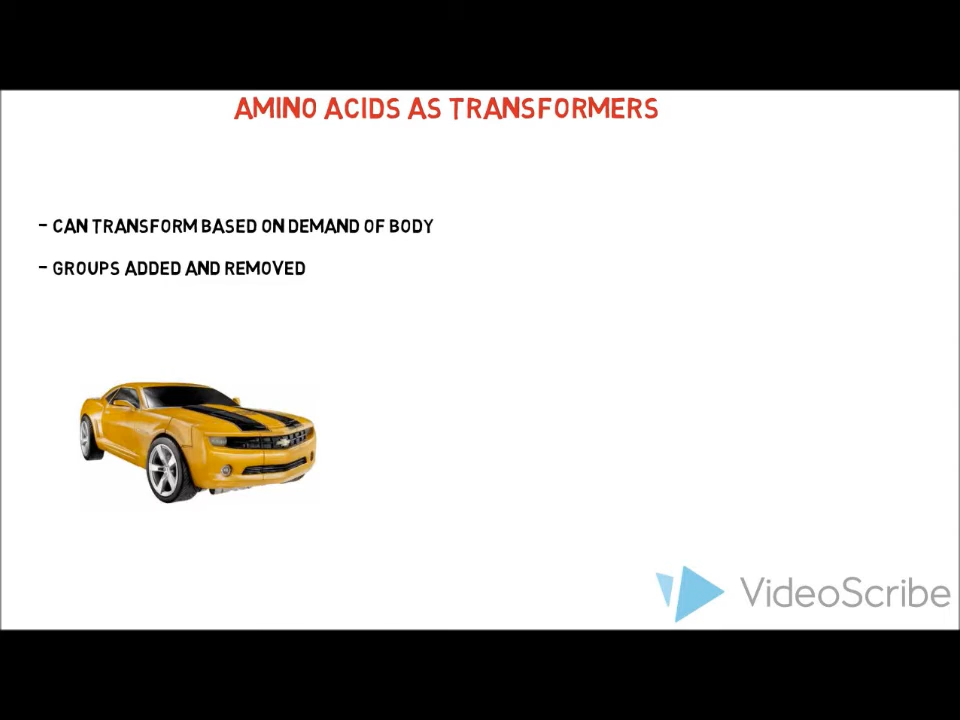 AMINO ACIDS AS TRANSFORMERS
- CAN TRANSFORM BASED ON DEMAND OF BODY
- GROUPS ADDED AND REMOVED
VideoScribe